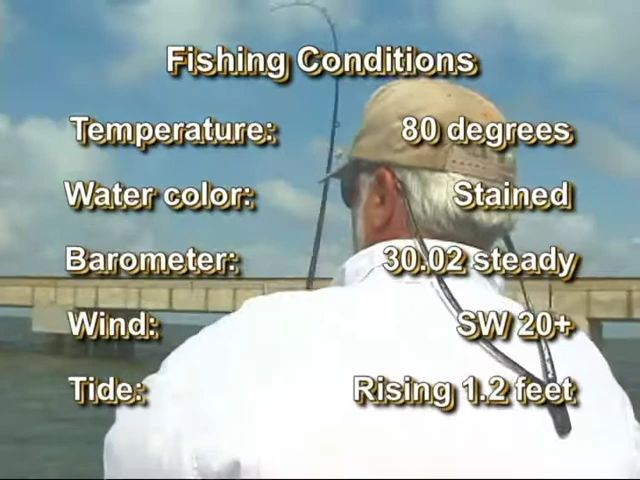 Fishing Conditions
Temperature: 80 degrees
Water color: Stained
Barometer: 30.02 steady
Wind: SW 20+
Tide: Rising 1.2 feet